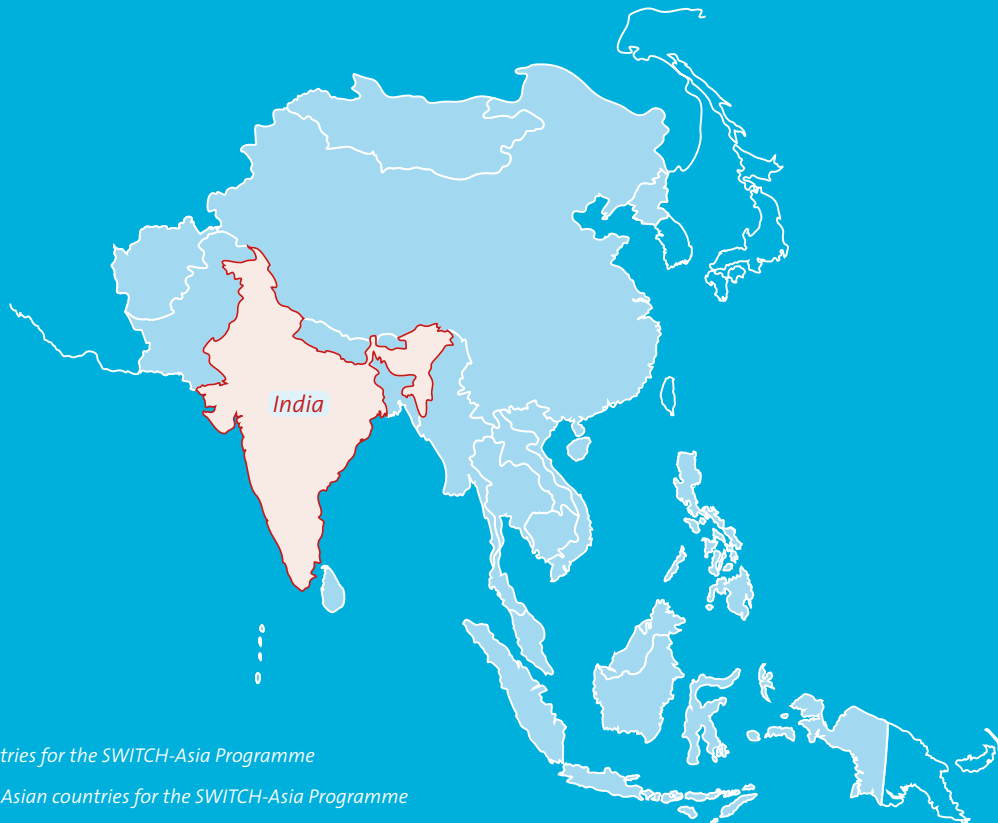 India
tries for the SWITCH-Asia Programme
Asian countries for the SWITCH-Asia Programme